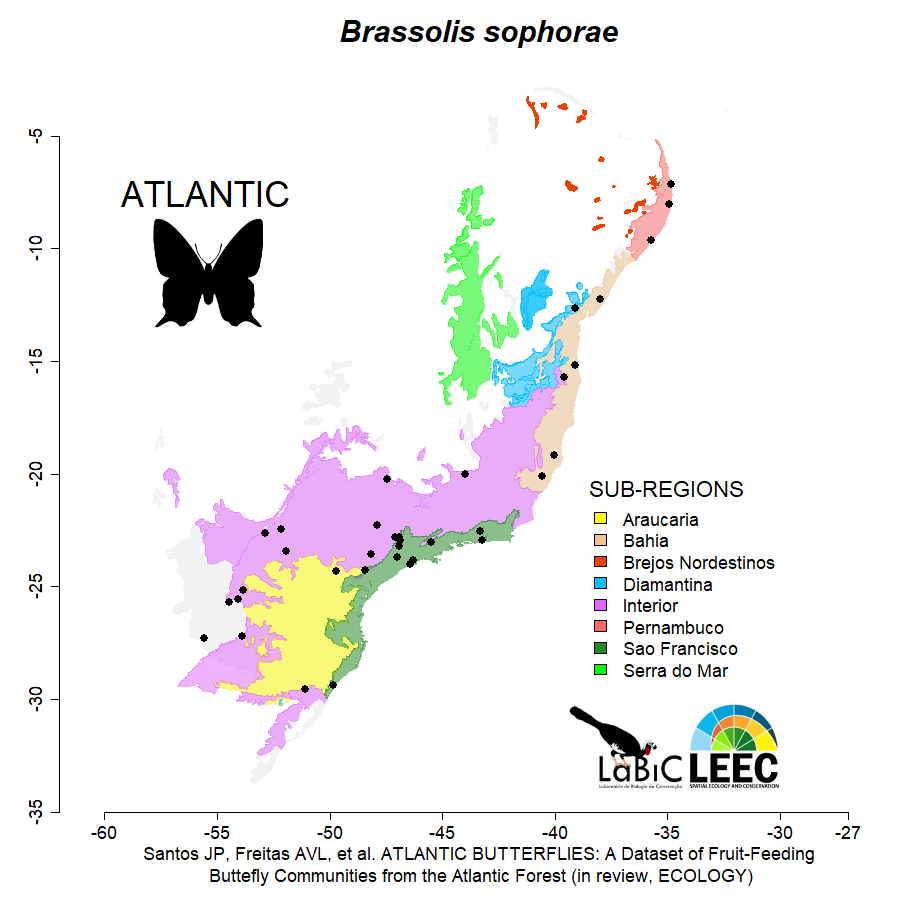 Brassolis sophorae
ATLANTIC
-5
-10
-15
-20
-25
-30
-35
SUB-REGIONS
Araucaria
Bahia
Brejos Nordestinos
Diamantina
Interior
Pernambuco
Sao Francisco
Serra do Mar
LaBiC
Laboratório de Biologia da Conservação
LEEC
SPATIAL ECOLOGY AND CONSERVATION
-60 -55 -50 -45 -40 -35 -30 -27
Santos JP, Freitas AVL, et al. ATLANTIC BUTTERFLIES: A Dataset of Fruit-Feeding
Buttefly Communities from the Atlantic Forest (in review, ECOLOGY)